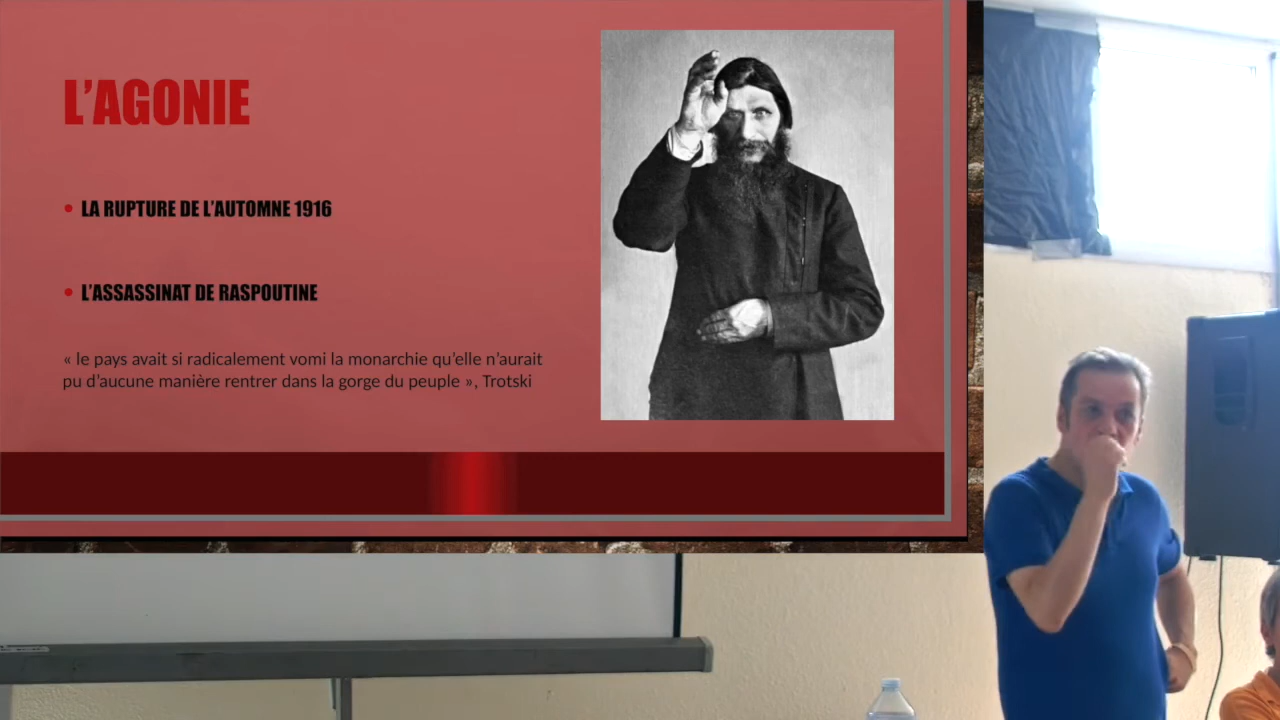 L'AGONIE
• LA RUPTURE DE L'AUTOMNE 1916
• L'ASSASSINAT DE RASPOUTINE
« le pays avait si radicalement vomi la monarchie qu'elle n'aurait
pu d'aucune manière rentrer dans la gorge du peuple », Trotski